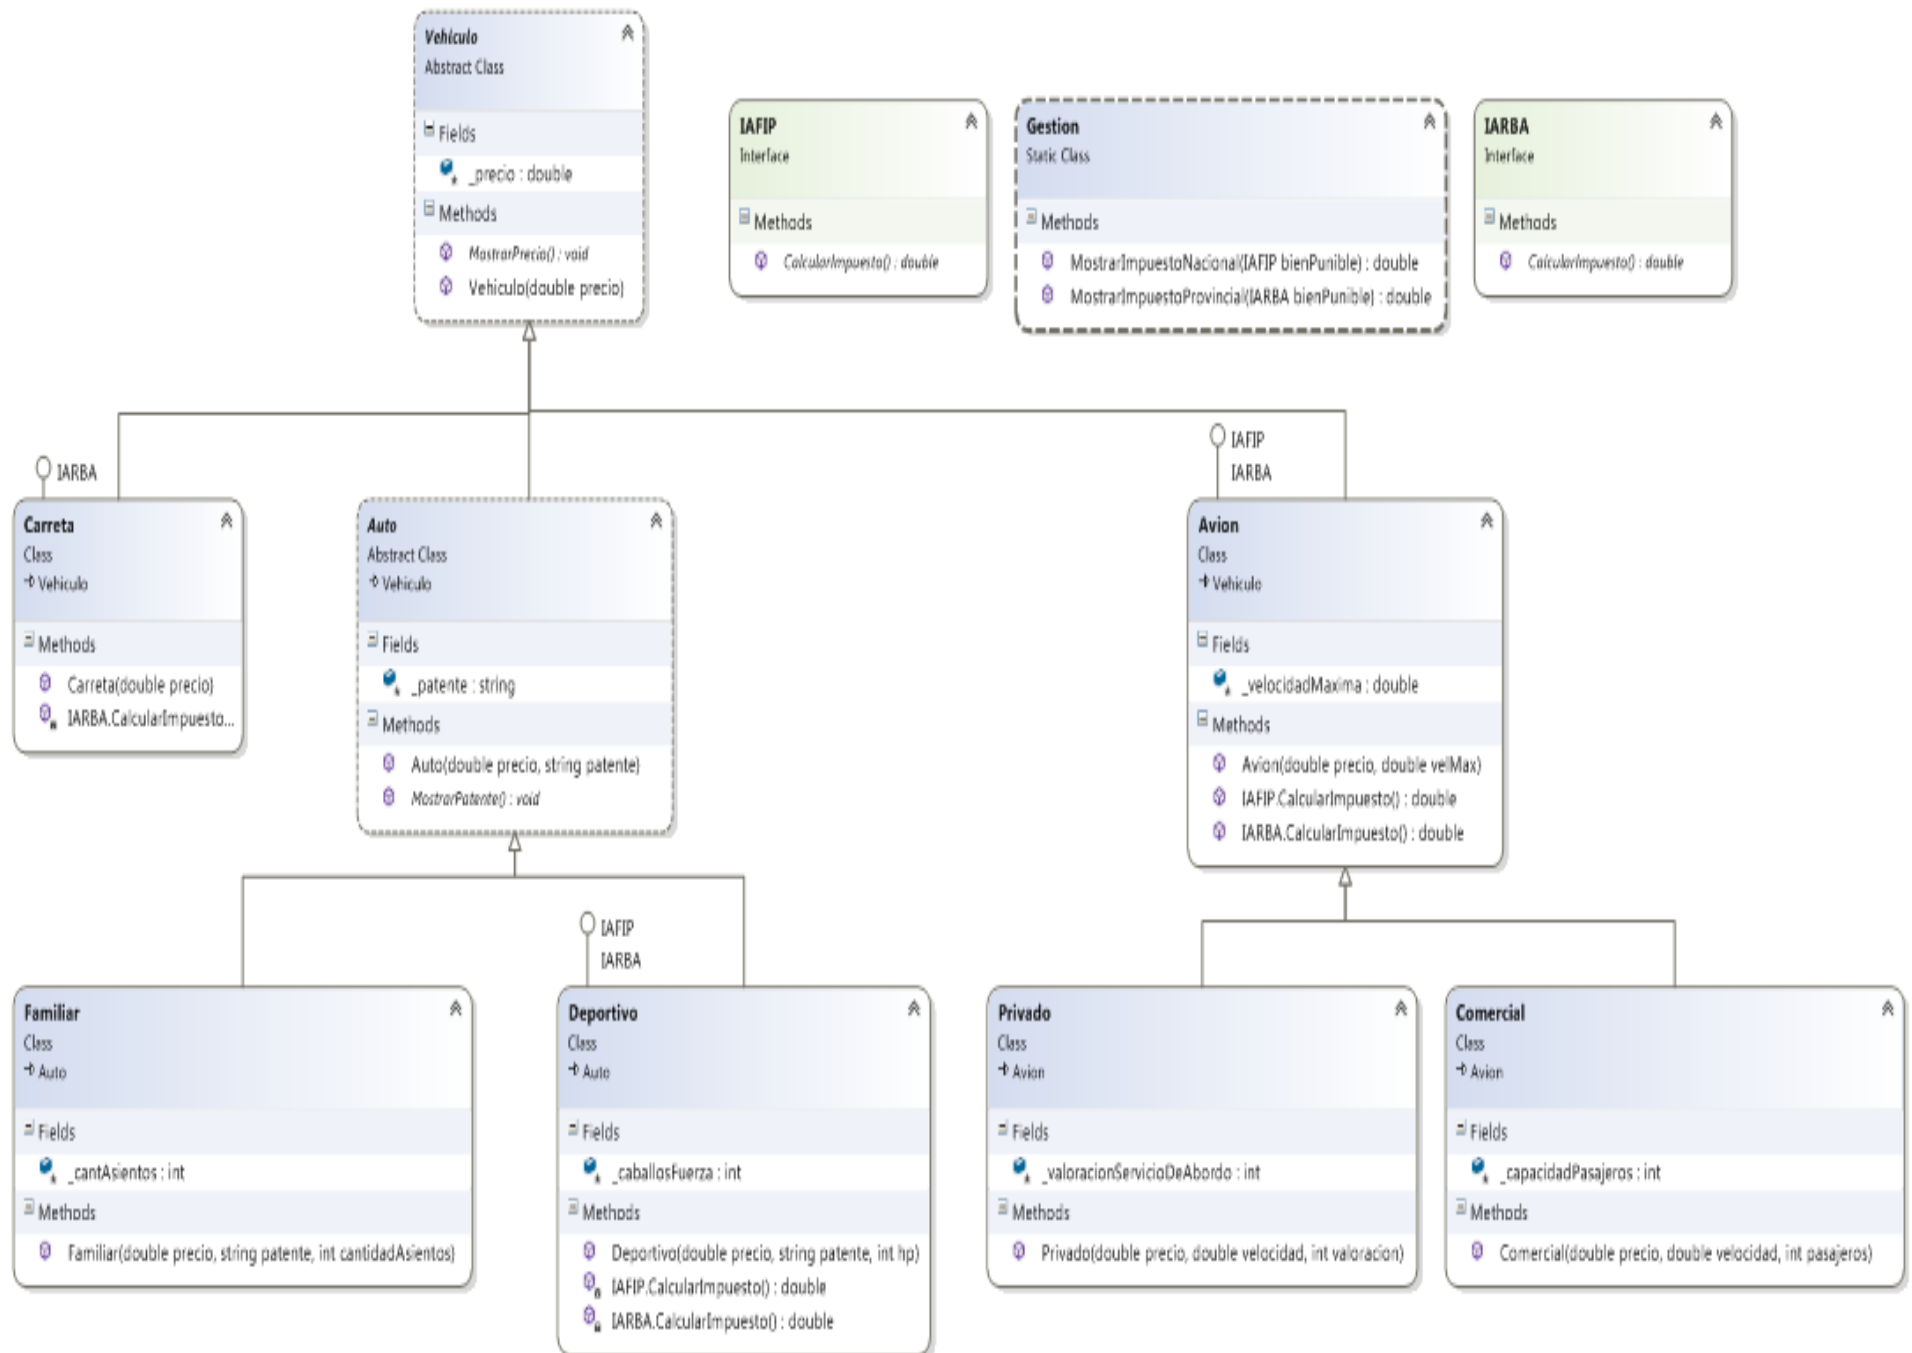 Vehiculo
Abstract Class
Fields
_precio : double
Methods
MostrarPrecio() : void
Vehiculo(double precio)
IAFIP
Interface
Methods
CalcularImpuesto() : double
Gestion
Static Class
Methods
MostrarImpuestoNacional(IAFIP bienPunible) : double
MostrarImpuestoProvincial(IARBA bienPunible) : double
IARBA
Interface
Methods
CalcularImpuesto() : double
IARBA
Carreta
Class
Vehiculo
Methods
Carreta(double precio)
IARBA.CalcularImpuesto...
Auto
Abstract Class
Vehiculo
Fields
_patente : string
Methods
Auto(double precio, string patente)
MostrarPatente() : void
IAFIP
IARBA
Avion
Class
Vehiculo
Fields
_velocidadMaxima : double
Methods
Avion(double precio, double velMax)
IAFIP.CalcularImpuesto() : double
IARBA.CalcularImpuesto() : double
Familiar
Class
Auto
Fields
_cantAsientos : int
Methods
Familiar(double precio, string patente, int cantidadAsientos)
IAFIP
IARBA
Deportivo
Class
Auto
Fields
_caballosFuerza : int
Methods
Deportivo(double precio, string patente, int hp)
IAFIP.CalcularImpuesto() : double
IARBA.CalcularImpuesto() : double
Privado
Class
Avion
Fields
_valoracionServicioDeAbordo : int
Methods
Privado(double precio, double velocidad, int valoracion)
Comercial
Class
Avion
Fields
_capacidadPasajeros : int
Methods
Comercial(double precio, double velocidad, int pasajeros)